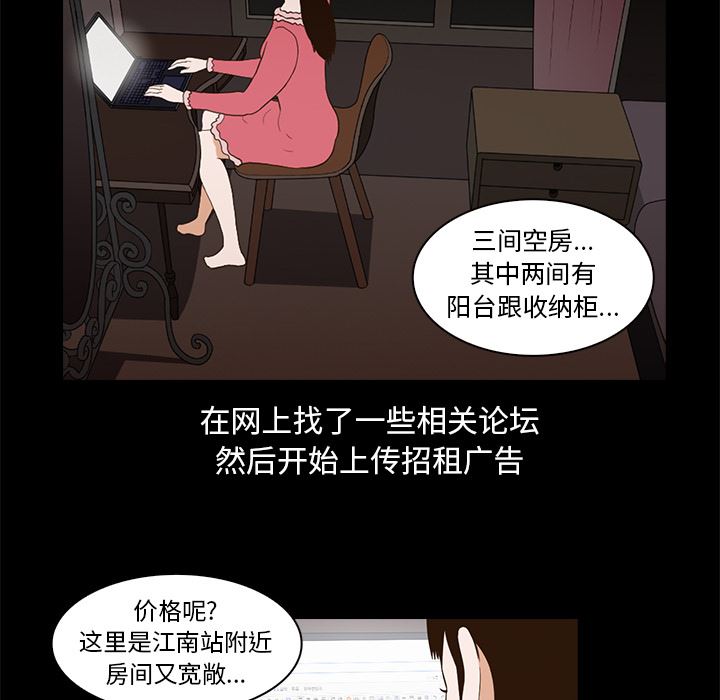 三间空房...
其中两间有
阳台跟收纳柜...
在网上找了一些相关论坛
然后开始上传招租广告
价格呢?
这里是江南站附近
房间又宽敞...